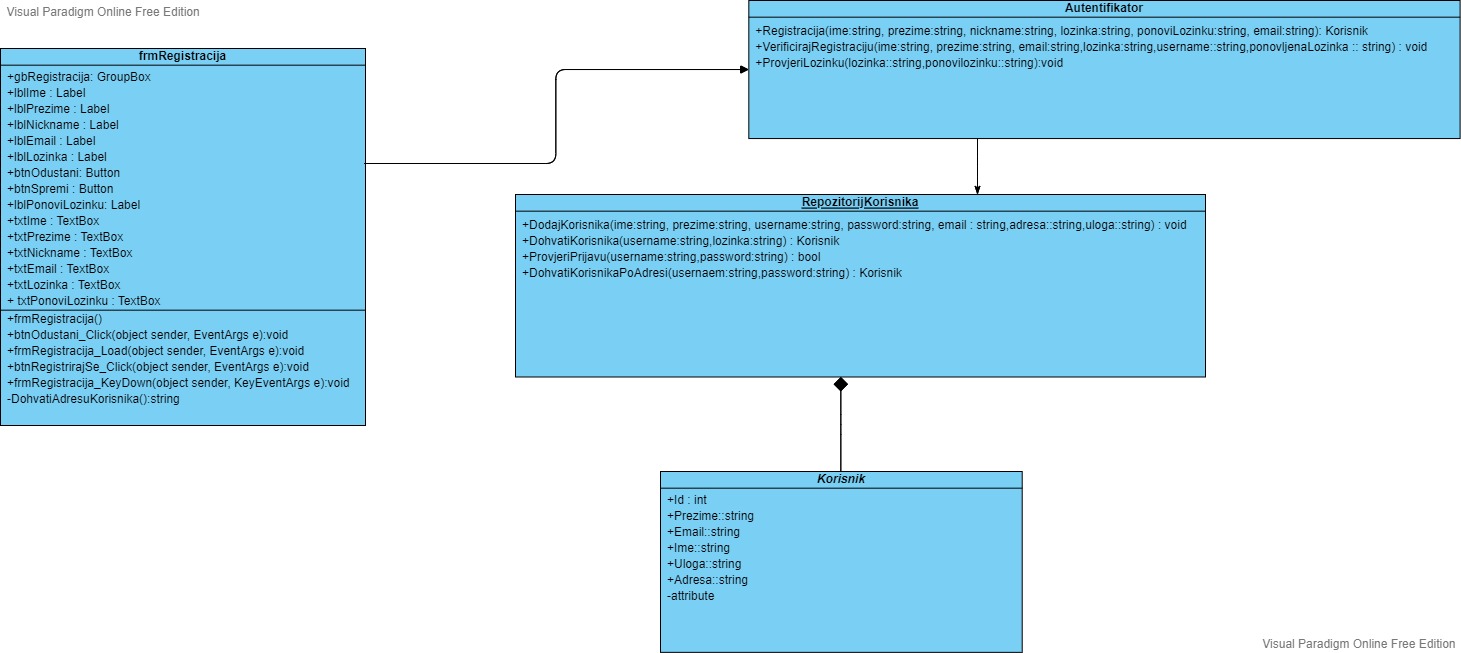 Visual Paradigm Online Free Edition
frmRegistracija
+gbRegistracija: GroupBox
+lblIme : Label
+lblPrezime : Label
+lblNickname : Label
+lblEmail : Label
+lblLozinka : Label
+btnOdustani: Button
+btnSpremi : Button
+lblPonoviLozinku: Label
+txtIme : TextBox
+txtPrezime : TextBox
+txtNickname : TextBox
+txtEmail : TextBox
+txtLozinka : TextBox
+ txtPonoviLozinku : TextBox
+frmRegistracija()
+btnOdustani_Click(object sender, EventArgs e):void
+frmRegistracija_Load(object sender, EventArgs e):void
+btnRegistrirajSe_Click(object sender, EventArgs e):void
+frmRegistracija_KeyDown(object sender, KeyEventArgs e):void
-DohvatiAdresuKorisnika():string
Autentifikator
+Registracija(ime:string, prezime:string, nickname:string, lozinka:string, ponoviLozinku:string, email:string): Korisnik
+VerificirajRegistraciju(ime:string, prezime:string, email:string,lozinka:string,username::string,ponovljenaLozinka :: string) : void
+ProvjeriLozinku(lozinka::string,ponovilozinku::string):void
RepozitorijKorisnika
+DodajKorisnika(ime:string, prezime:string, username:string, password:string, email : string,adresa::string,uloga::string) : void
+DohvatiKorisnika(username:string,lozinka:string) : Korisnik
+ProvjeriPrijavu(username:string,password:string) : bool
+DohvatiKorisnikaPoAdresi(usernaem:string,password:string) : Korisnik
Korisnik
+Id : int
+Prezime::string
+Email::string
+Ime::string
+Uloga::string
+Adresa::string
-attribute
Visual Paradigm Online Free Edition